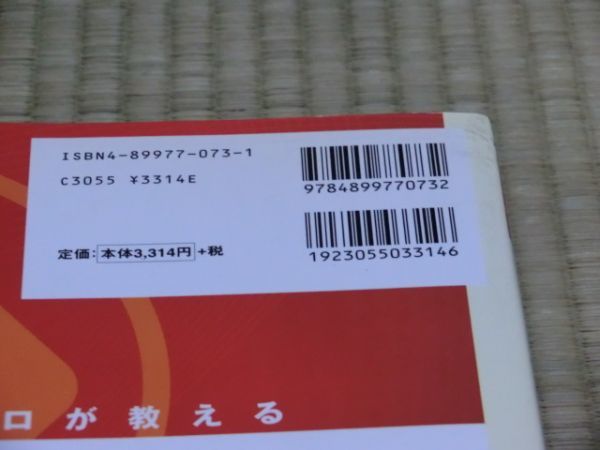 ISBN4-89977-073-1
C3055 ¥3314E
定価: 本体3,314円 +税
9784899770732
1923055033146
ロが教える